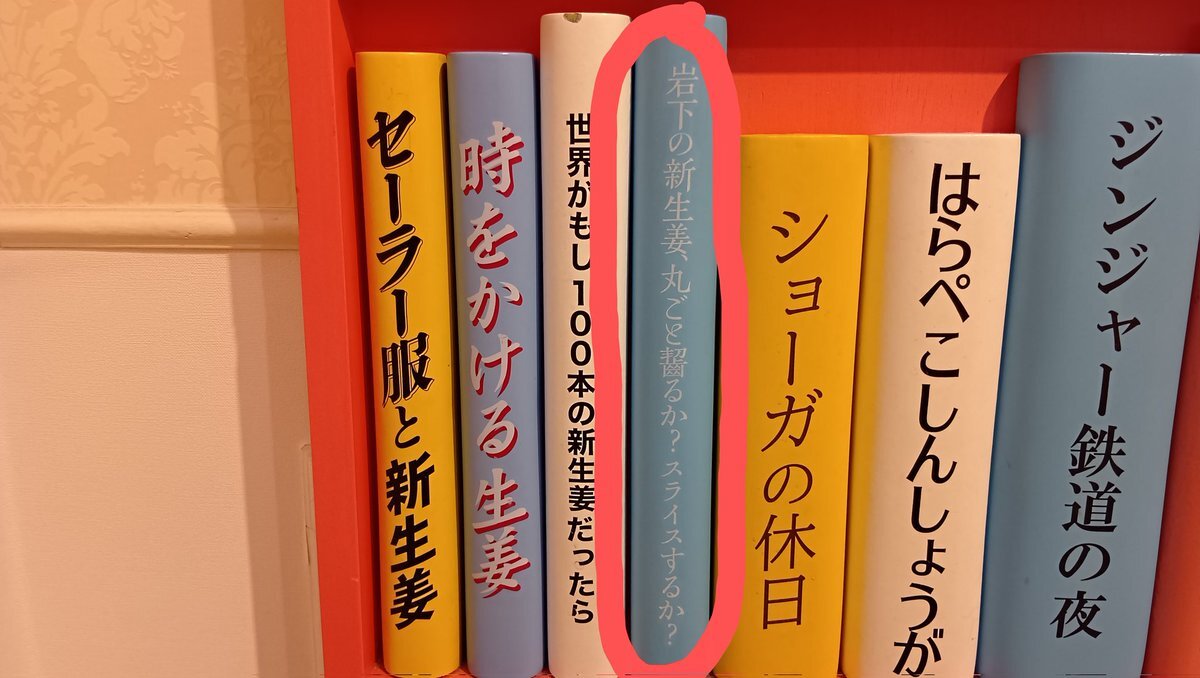 セーラー服と新生姜
時をかける生姜
世界がもし100本の新生姜だったら
岩下の新生姜、丸ごと齧るか？スライスするか？
ショーガの休日
はらぺこしんしょうが
ジンジャー鉄道の夜